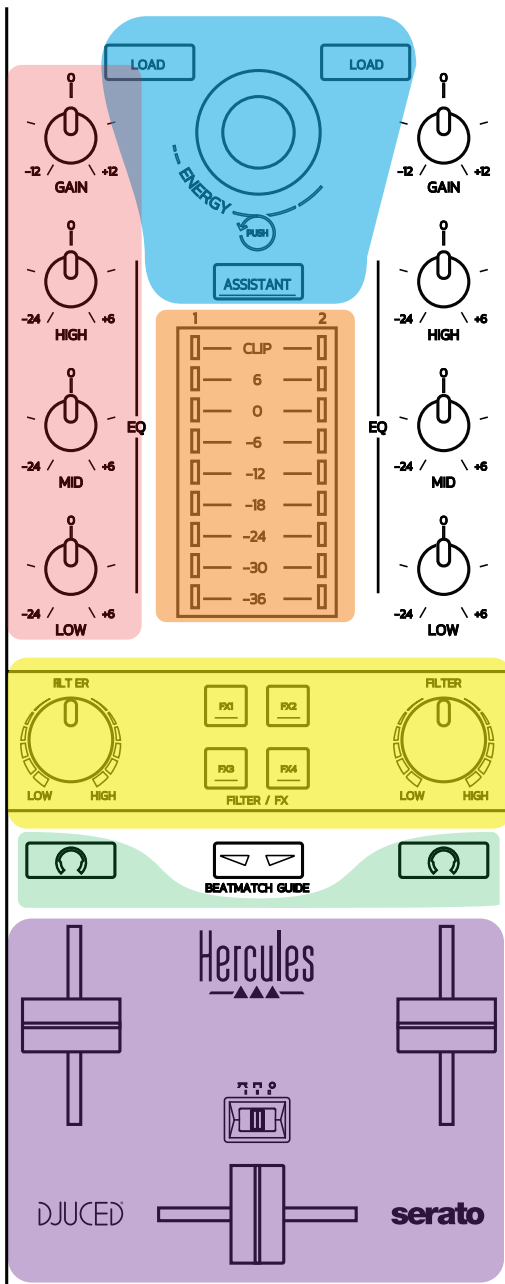 LOAD LOAD
0 0
-12 +12 -12 +12
GAIN GAIN
ENERGY
PUSH
0 0
ASSISTANT
-24 +6 -24 +6
HIGH HIGH
1 2
CLIP
6
0 0 0
EQ -6 EQ
-24 +6 -12 -24 +6
MID MID
-18
0 -24 0
-30
-36
-24 +6 -24 +6
LOW LOW
FILTER FILTER
FX1 FX2
FX3 FX4
LOW HIGH LOW HIGH
FILTER / FX
BEATMATCH GUIDE
Hercules
DJUCED serato